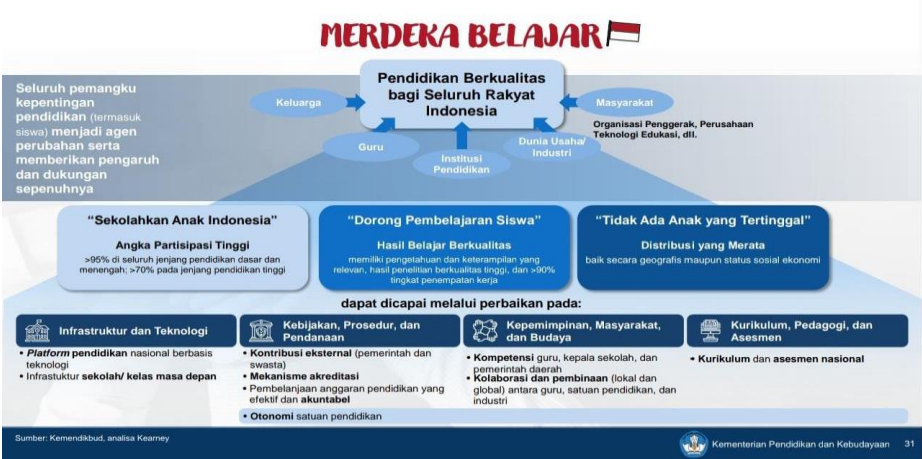 MERDEKA BELAJAR
Seluruh pemangku
kepentingan
pendidikan (termasuk
siswa) menjadi agen
perubahan serta
memberikan pengaruh
dan dukungan
sepenuhnya
Pendidikan Berkualitas
bagi Seluruh Rakyat
Indonesia
Keluarga
Guru
Institusi
Pendidikan
Dunia Usaha/
Industri
Masyarakat
Organisasi Penggerak, Perusahaan
Teknologi Edukasi, dll.
“Sekolahkan Anak Indonesia”
Angka Partisipasi Tinggi
>95% di seluruh jenjang pendidikan dasar dan
menengah; >70% pada jenjang pendidikan tinggi
“Dorong Pembelajaran Siswa”
Hasil Belajar Berkualitas
memiliki pengetahuan dan keterampilan yang
relevan, hasil penelitian berkualitas tinggi, dan >90%
tingkat penempatan kerja
“Tidak Ada Anak yang Tertinggal”
Distribusi yang Merata
baik secara geografis maupun status sosial ekonomi
dapat dicapai melalui perbaikan pada:
Infrastruktur dan Teknologi
• Platform pendidikan nasional berbasis
teknologi
• Infrastuktur sekolah/ kelas masa depan
Kebijakan, Prosedur, dan
Pendanaan
• Kontribusi eksternal (pemerintah dan
swasta)
• Mekanisme akreditasi
• Pembelanjaan anggaran pendidikan yang
efektif dan akuntabel
• Otonomi satuan pendidikan
Kepemimpinan, Masyarakat,
dan Budaya
• Kompetensi guru, kepala sekolah, dan
pemerintah daerah
• Kolaborasi dan pembinaan (lokal dan
global) antara guru, satuan pendidikan, dan
industri
Kurikulum, Pedagogi, dan
Asesmen
• Kurikulum dan asesmen nasional
Sumber: Kemendikbud, analisa Kearney
Kementerian Pendidikan dan Kebudayaan 31